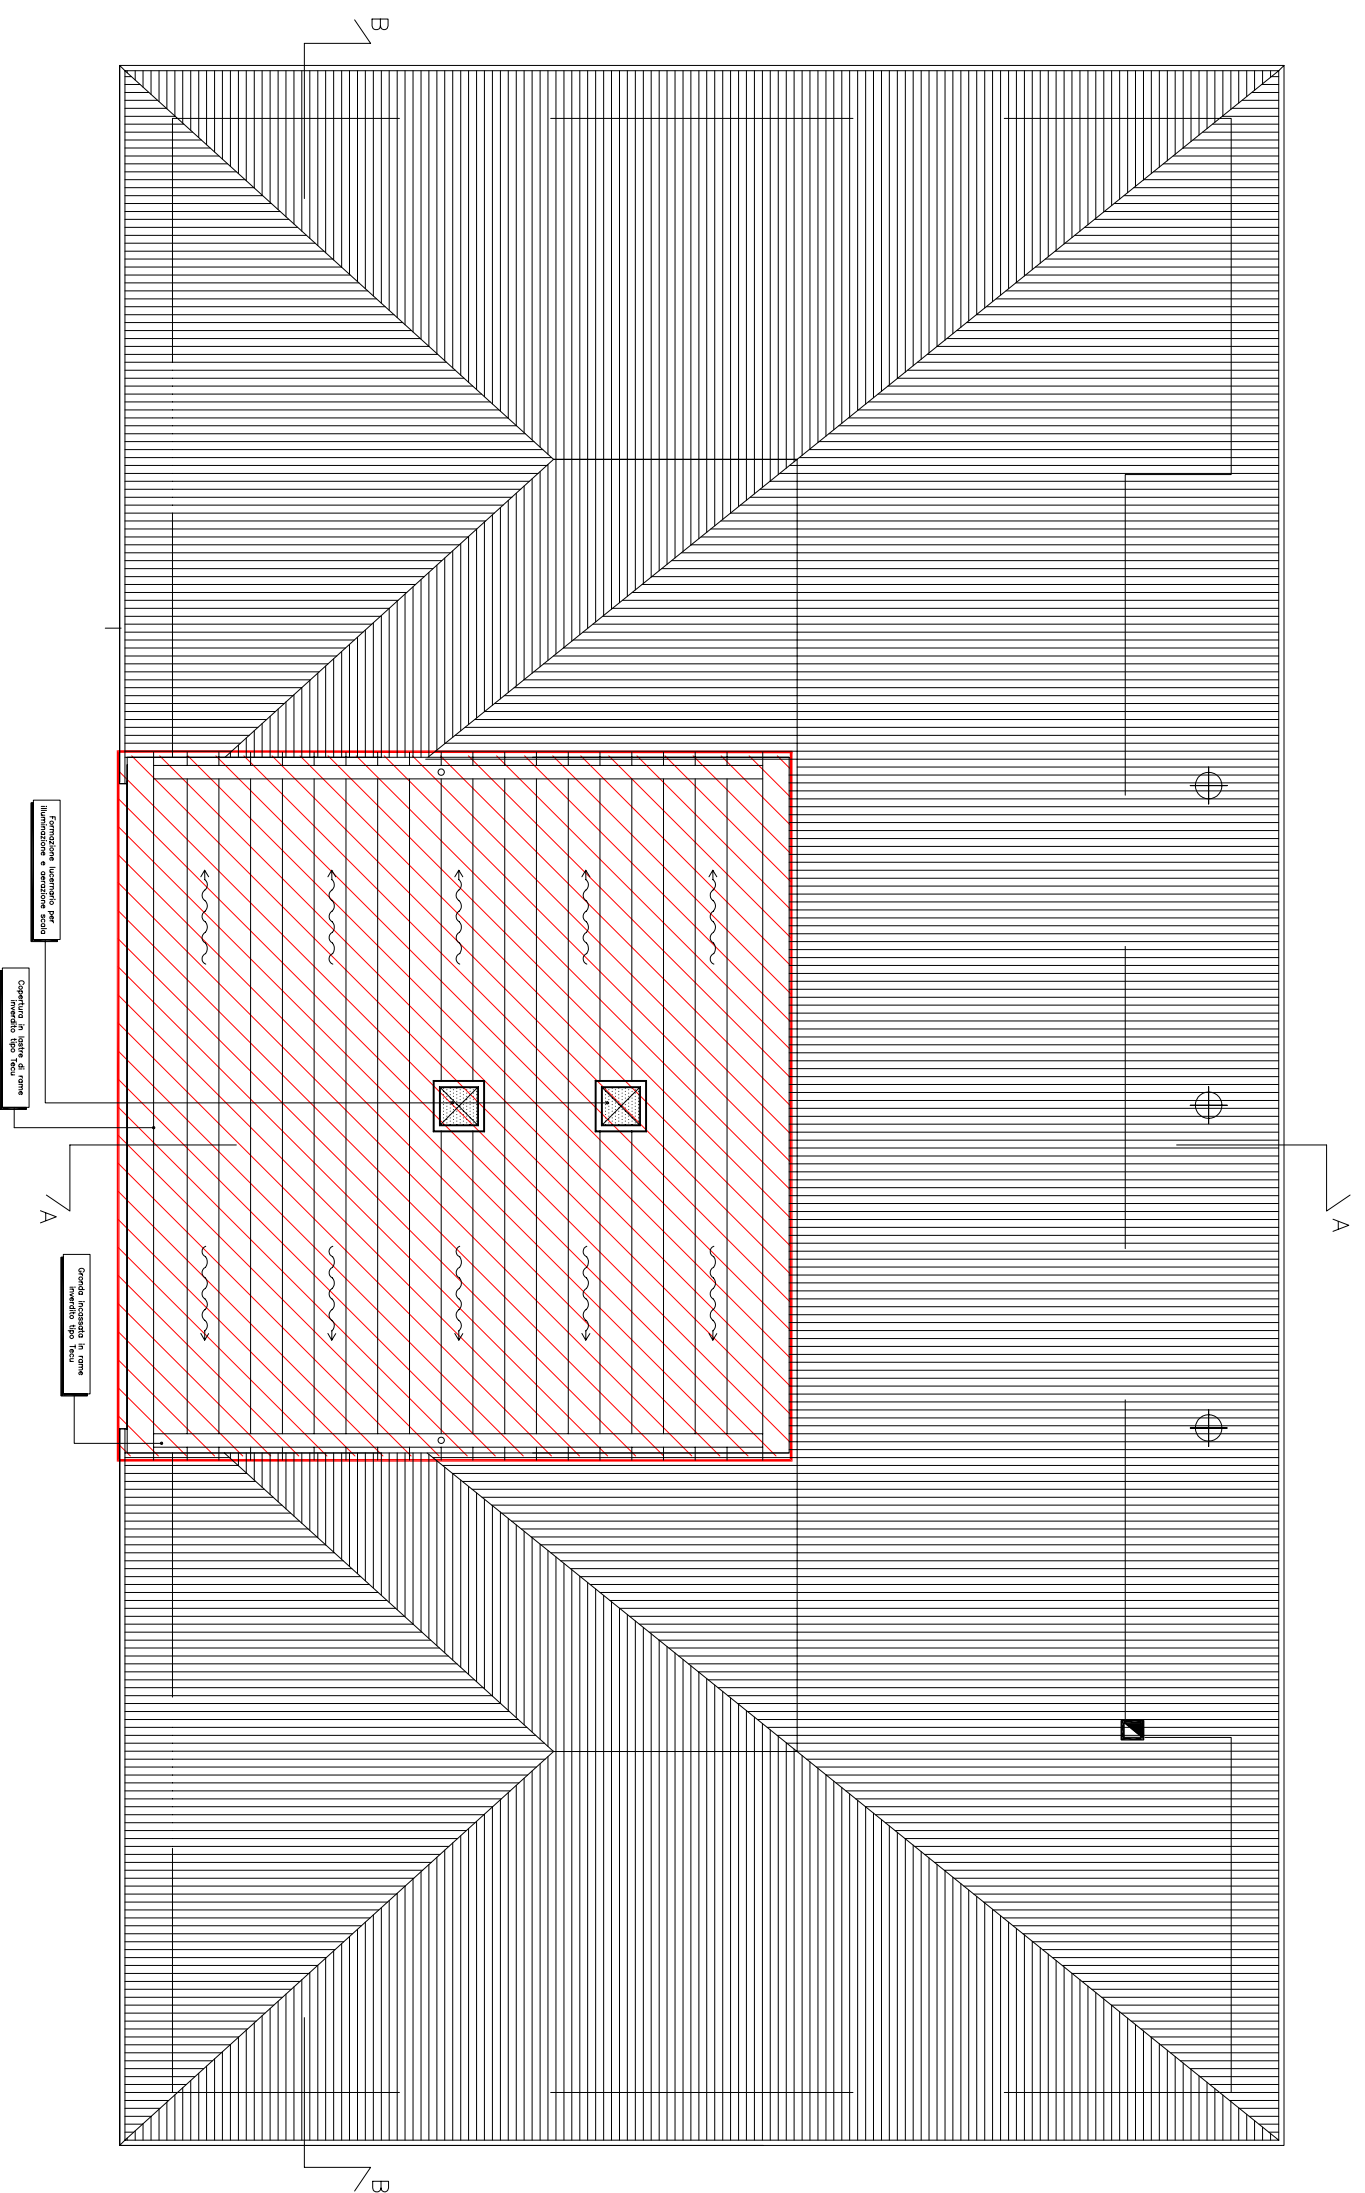 B
Formazione lucernario per
illuminazione e aerazione scala
Copertura in lastre di rame
inverdito tipo Tecu
A
A
Gronda incassata in rame
inverdito tipo Tecu
B